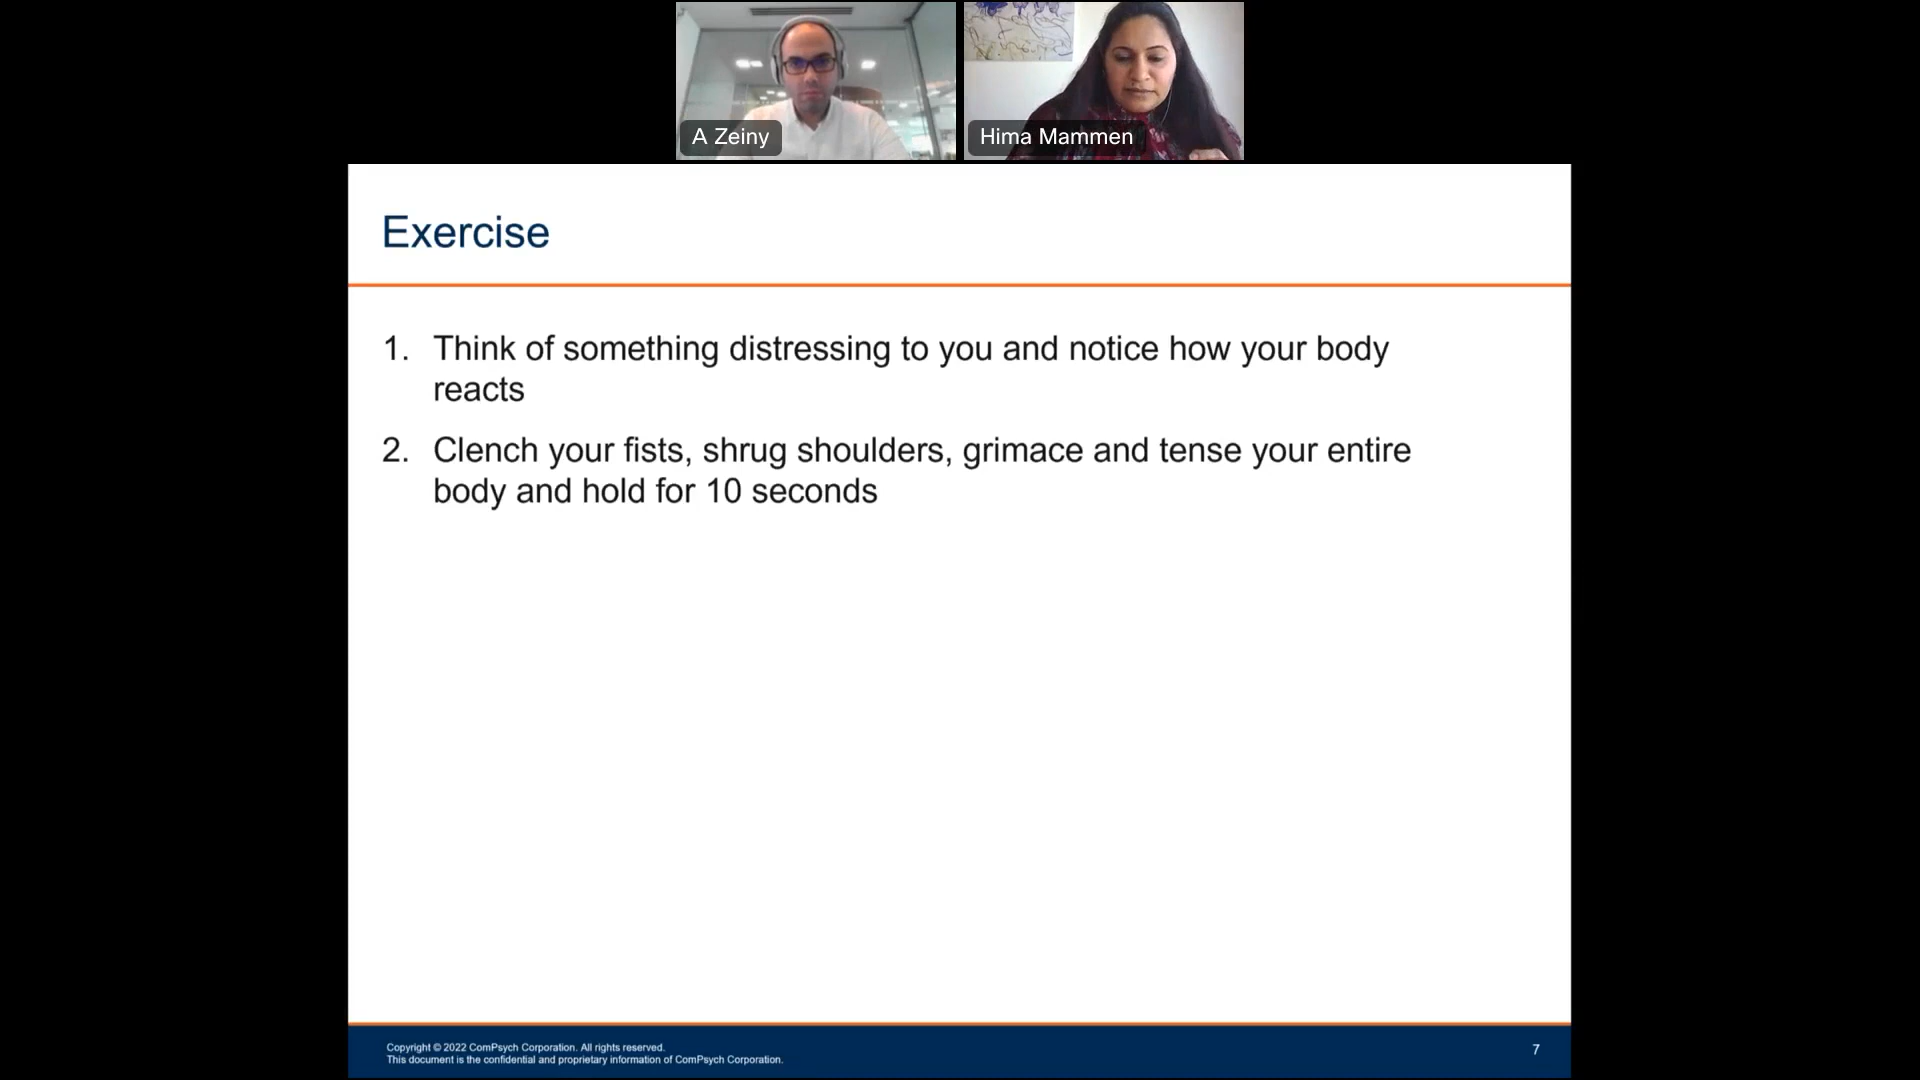 A Zeiny
Hima Mammen
Exercise
1. Think of something distressing to you and notice how your body
reacts
2. Clench your fists, shrug shoulders, grimace and tense your entire
body and hold for 10 seconds
Copyright © 2022 ComPsych Corporation. All rights reserved.
This document is the confidential and proprietary information of ComPsych Corporation.
7